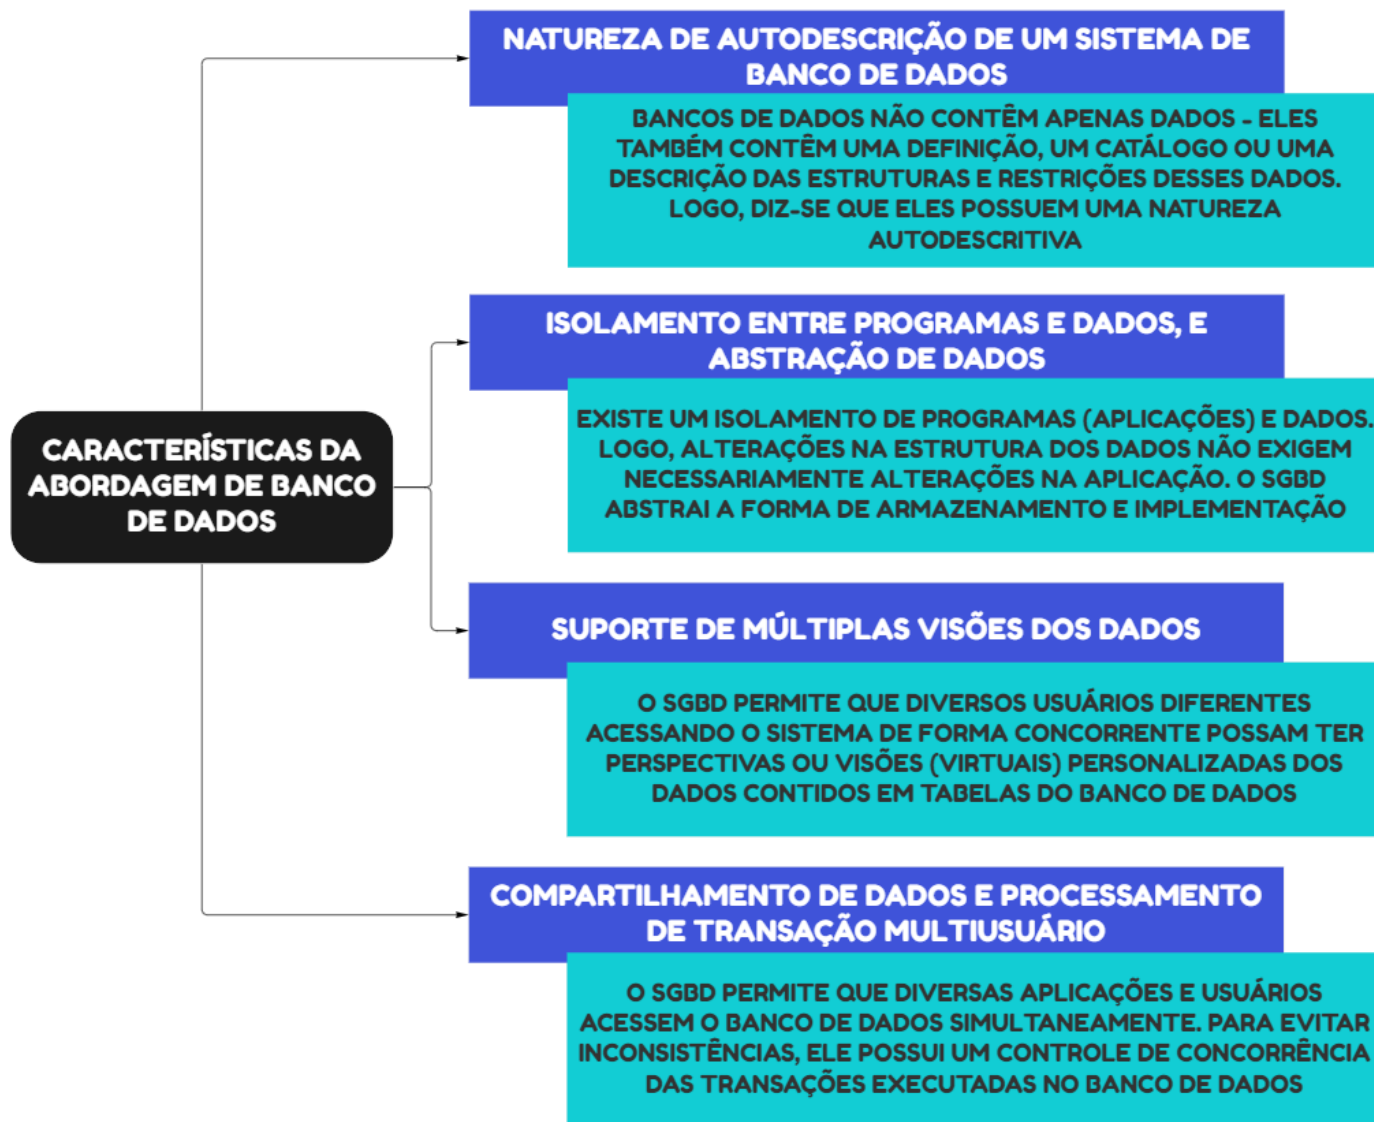 NATUREZA DE AUTODESCRIÇÃO DE UM SISTEMA DE
BANCO DE DADOS
BANCOS DE DADOS NÃO CONTÊM APENAS DADOS - ELES
TAMBÉM CONTÊM UMA DEFINIÇÃO, UM CATÁLOGO OU UMA
DESCRIÇÃO DAS ESTRUTURAS E RESTRIÇÕES DESSES DADOS.
LOGO, DIZ-SE QUE ELES POSSUEM UMA NATUREZA
AUTODESCRITIVA
ISOLAMENTO ENTRE PROGRAMAS E DADOS, E
ABSTRAÇÃO DE DADOS
EXISTE UM ISOLAMENTO DE PROGRAMAS (APLICAÇÕES) E DADOS.
LOGO, ALTERAÇÕES NA ESTRUTURA DOS DADOS NÃO EXIGEM
NECESSARIAMENTE ALTERAÇÕES NA APLICAÇÃO. O SGBD
ABSTRAI A FORMA DE ARMAZENAMENTO E IMPLEMENTAÇÃO
CARACTERÍSTICAS DA
ABORDAGEM DE BANCO
DE DADOS
SUPORTE DE MÚLTIPLAS VISÕES DOS DADOS
O SGBD PERMITE QUE DIVERSOS USUÁRIOS DIFERENTES
ACESSANDO O SISTEMA DE FORMA CONCORRENTE POSSAM TER
PERSPECTIVAS OU VISÕES (VIRTUAIS) PERSONALIZADAS DOS
DADOS CONTIDOS EM TABELAS DO BANCO DE DADOS
COMPARTILHAMENTO DE DADOS E PROCESSAMENTO
DE TRANSAÇÃO MULTIUSUÁRIO
O SGBD PERMITE QUE DIVERSAS APLICAÇÕES E USUÁRIOS
ACESSEM O BANCO DE DADOS SIMULTANEAMENTE. PARA EVITAR
INCONSISTÊNCIAS, ELE POSSUI UM CONTROLE DE CONCORRÊNCIA
DAS TRANSAÇÕES EXECUTADAS NO BANCO DE DADOS